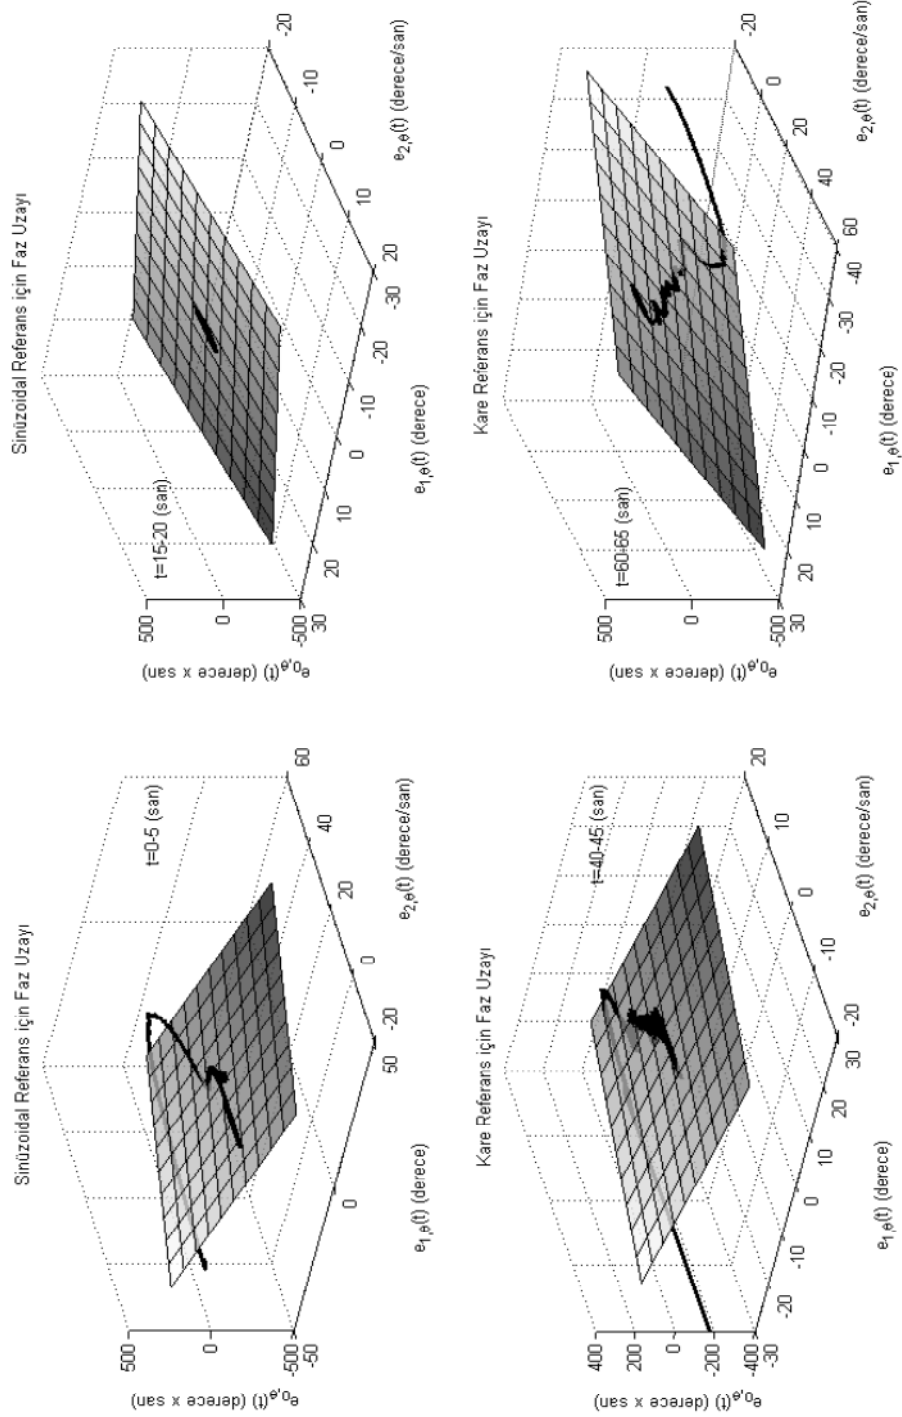 Sinüzoidal Referans için Faz Uzayı
t=0-5 (san)
500
0
-500
e0,θ(t) (derece x san)
-50
0
50
e1,θ(t) (derece)
-20
0
20
40
60
e2,θ(t) (derece/san)
Sinüzoidal Referans için Faz Uzayı
t=15-20 (san)
500
0
-500
e0,θ(t) (derece x san)
30
20
10
0
-10
-20
-30
e1,θ(t) (derece)
20
10
0
-10
-20
e2,θ(t) (derece/san)
Kare Referans için Faz Uzayı
t=40-45 (san)
400
200
0
-200
-400
e0,θ(t) (derece x san)
-30
-20
-10
0
10
20
30
e1,θ(t) (derece)
-20
-10
0
10
20
e2,θ(t) (derece/san)
Kare Referans için Faz Uzayı
t=60-65 (san)
500
0
-500
e0,θ(t) (derece x san)
30
20
10
0
-10
-20
-30
-40
e1,θ(t) (derece)
60
40
20
0
-20
e2,θ(t) (derece/san)